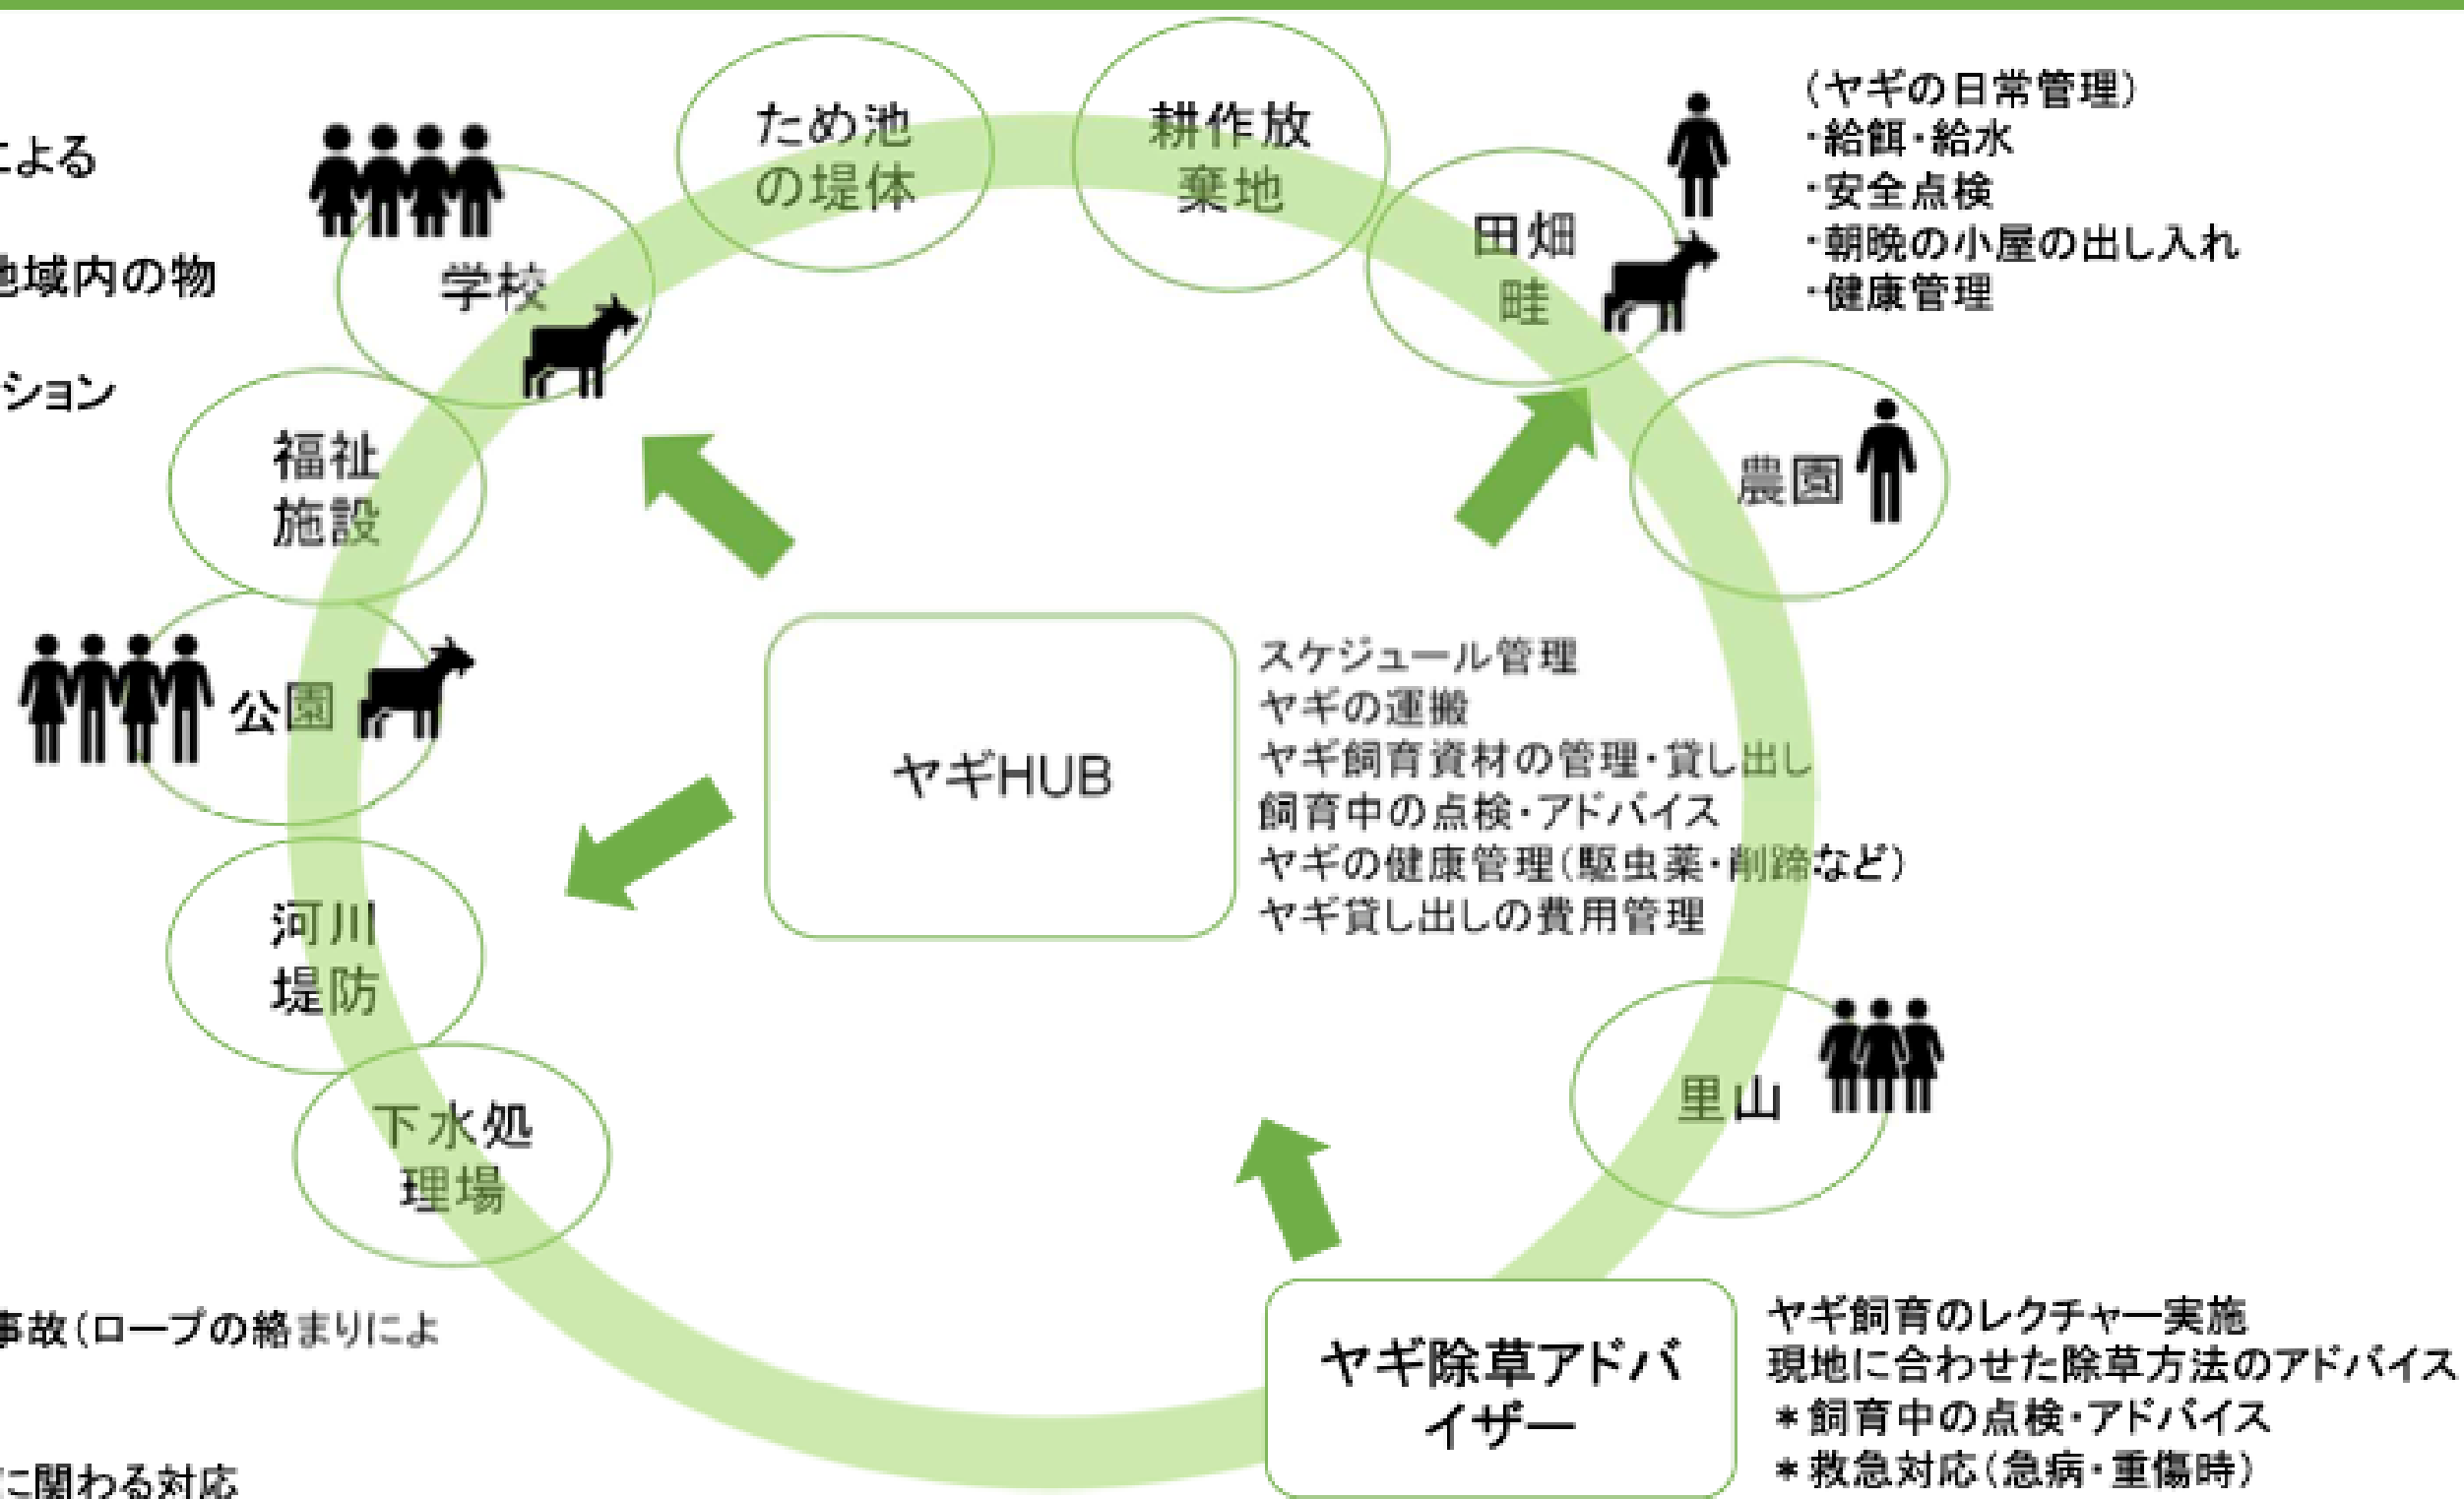 による
地域内の物
ション
ため池
の堤体
耕作放
棄地
学校
田畑
畦
(ヤギの日常管理)
・給餌・給水
・安全点検
・朝晩の小屋の出し入れ
・健康管理
福祉
施設
農園
公園
ヤギHUB
スケジュール管理
ヤギの運搬
ヤギ飼育資材の管理・貸し出し
飼育中の点検・アドバイス
ヤギの健康管理(駆虫薬・削蹄など)
ヤギ貸し出しの費用管理
河川
堤防
里山
下水処
理場
事故(ロープの絡まりによ
に関わる対応
ヤギ除草アドバ
イザー
ヤギ飼育のレクチャー実施
現地に合わせた除草方法のアドバイス
＊飼育中の点検・アドバイス
＊救急対応(急病・重傷時)